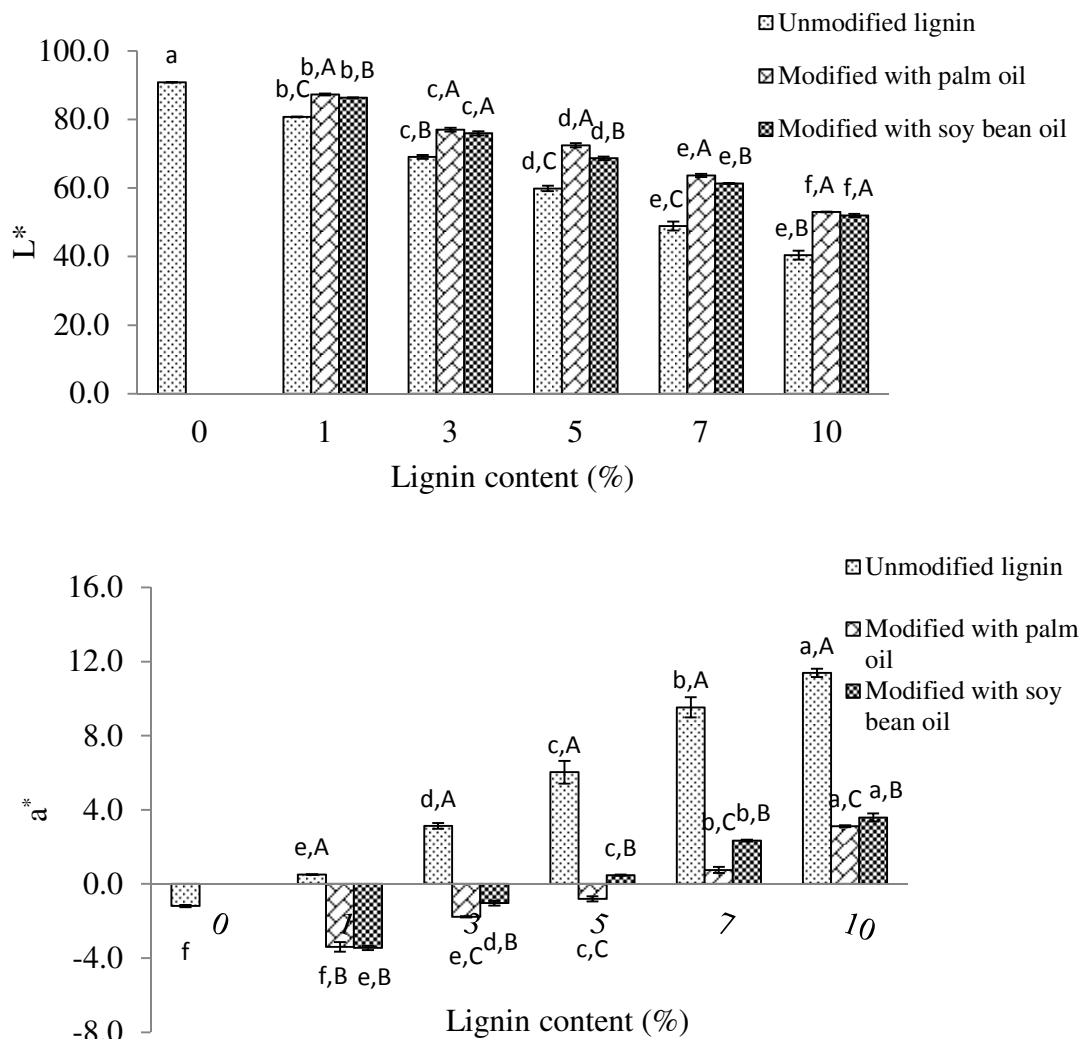 Unmodified lignin
Modified with palm oil
Modified with soy bean oil
100.0
80.0
60.0
40.0
20.0
0.0
L*
a
b,C
b,A
b,B
c,B
c,A
c,A
d,C
d,A
d,B
e,C
e,A
e,B
e,B
f,A
f,A
0 1 3 5 7 10
Lignin content (%)
Unmodified lignin
Modified with palm
oil
Modified with soy
bean oil
16.0
12.0
8.0
4.0
0.0
-4.0
-8.0
a*
f
e,A
f,B
e,B
d,A
e,C
d,B
c,A
c,C
c,B
b,A
b,C
b,B
a,A
a,C
a,B
0 1 3 5 7 10
Lignin content (%)